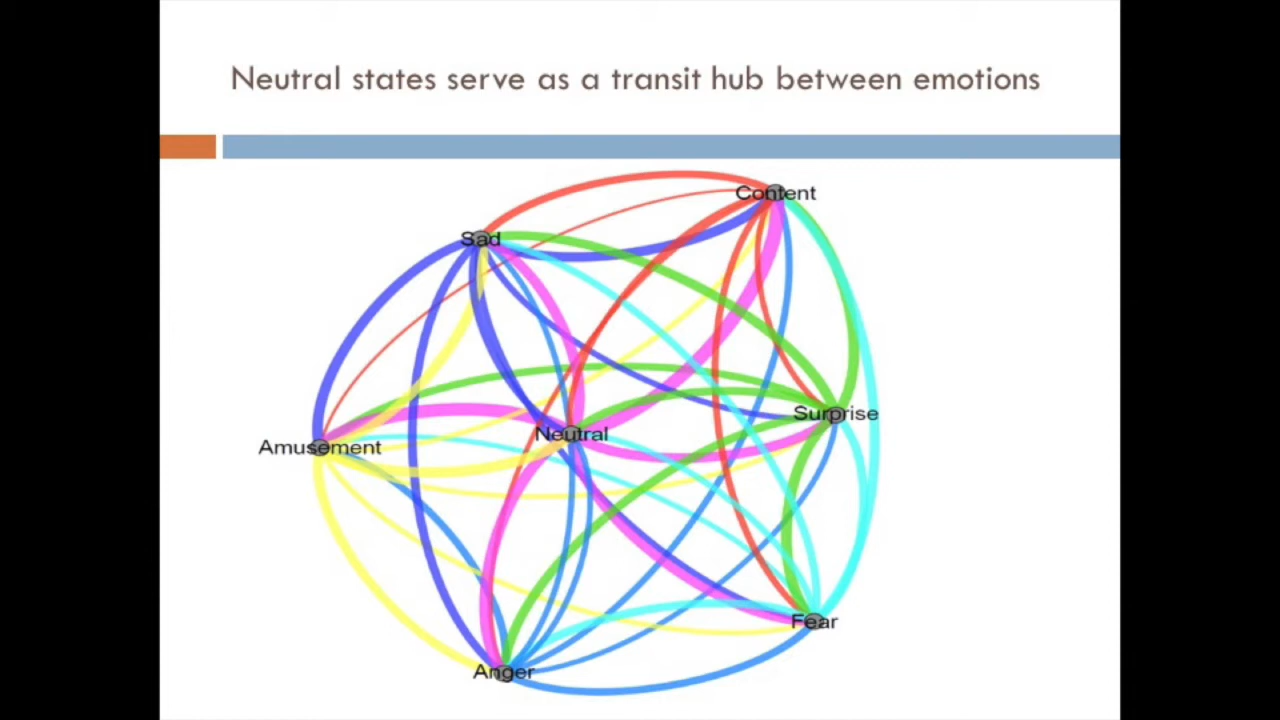 Neutral states serve as a transit hub between emotions
Content
Sad
Surprise
Neutral
Amusement
Fear
Anger